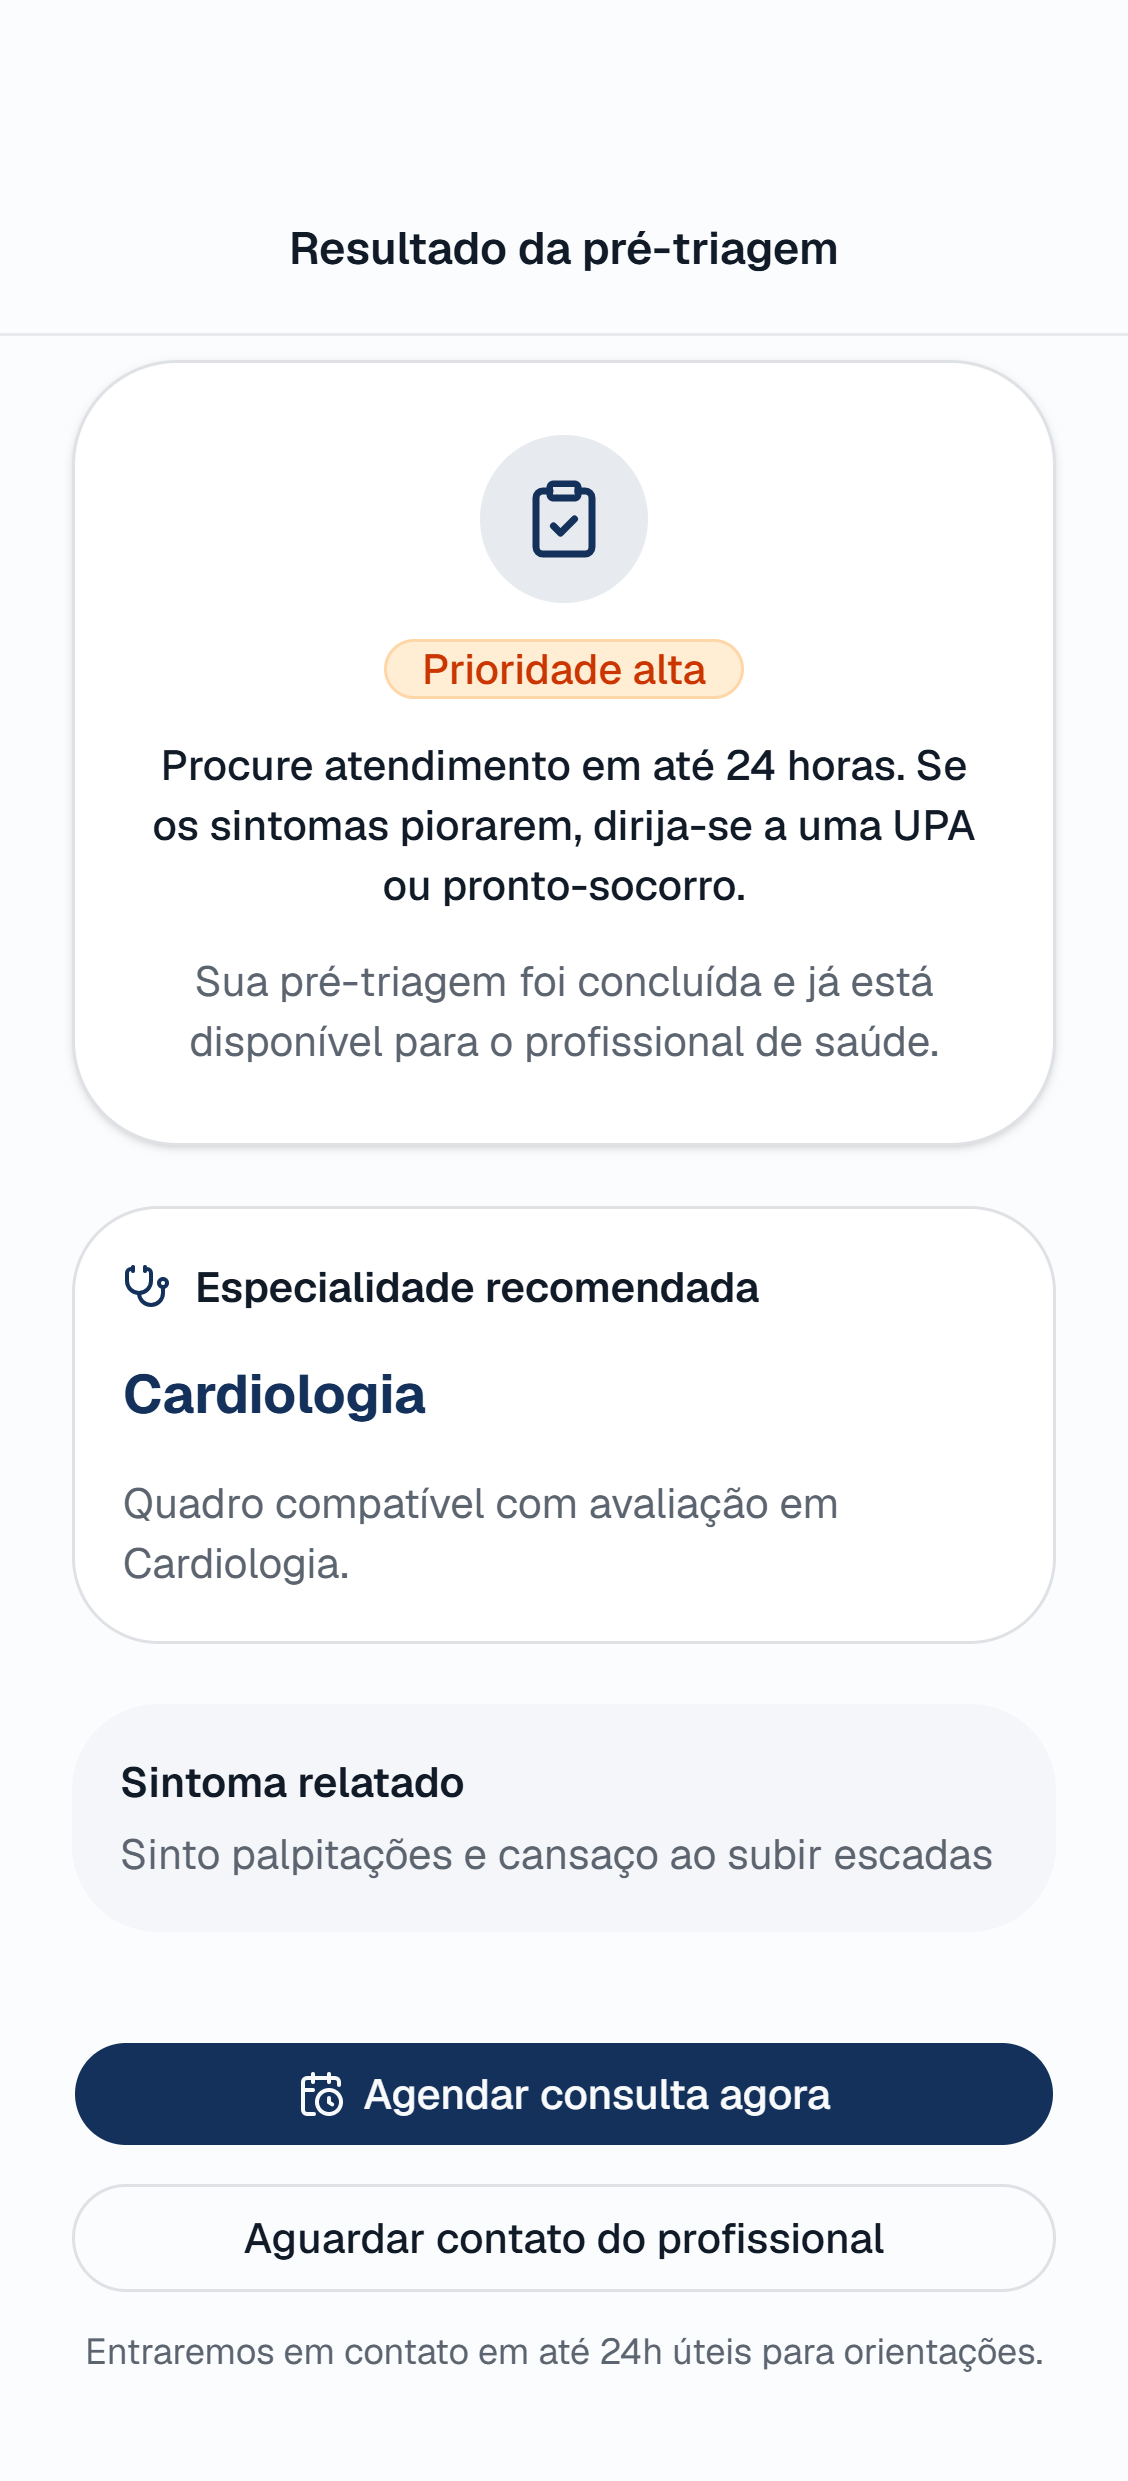 Resultado da pré-triagem
Prioridade alta
Procure atendimento em até 24 horas. Se
os sintomas piorarem, dirija-se a uma UPA
ou pronto-socorro.
Sua pré-triagem foi concluída e já está
disponível para o profissional de saúde.
Especialidade recomendada
Cardiologia
Quadro compatível com avaliação em
Cardiologia.
Sintoma relatado
Sinto palpitações e cansaço ao subir escadas
Agendar consulta agora
Aguardar contato do profissional
Entraremos em contato em até 24h úteis para orientações.